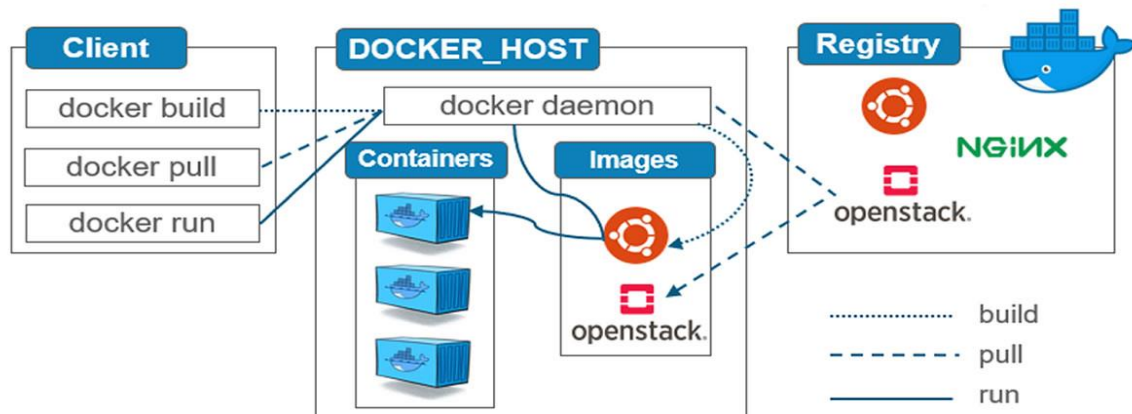 Client
docker build
docker pull
docker run
DOCKER_HOST
docker daemon
Containers
Images
openstack.
Registry
NGINX
openstack.
build
pull
run